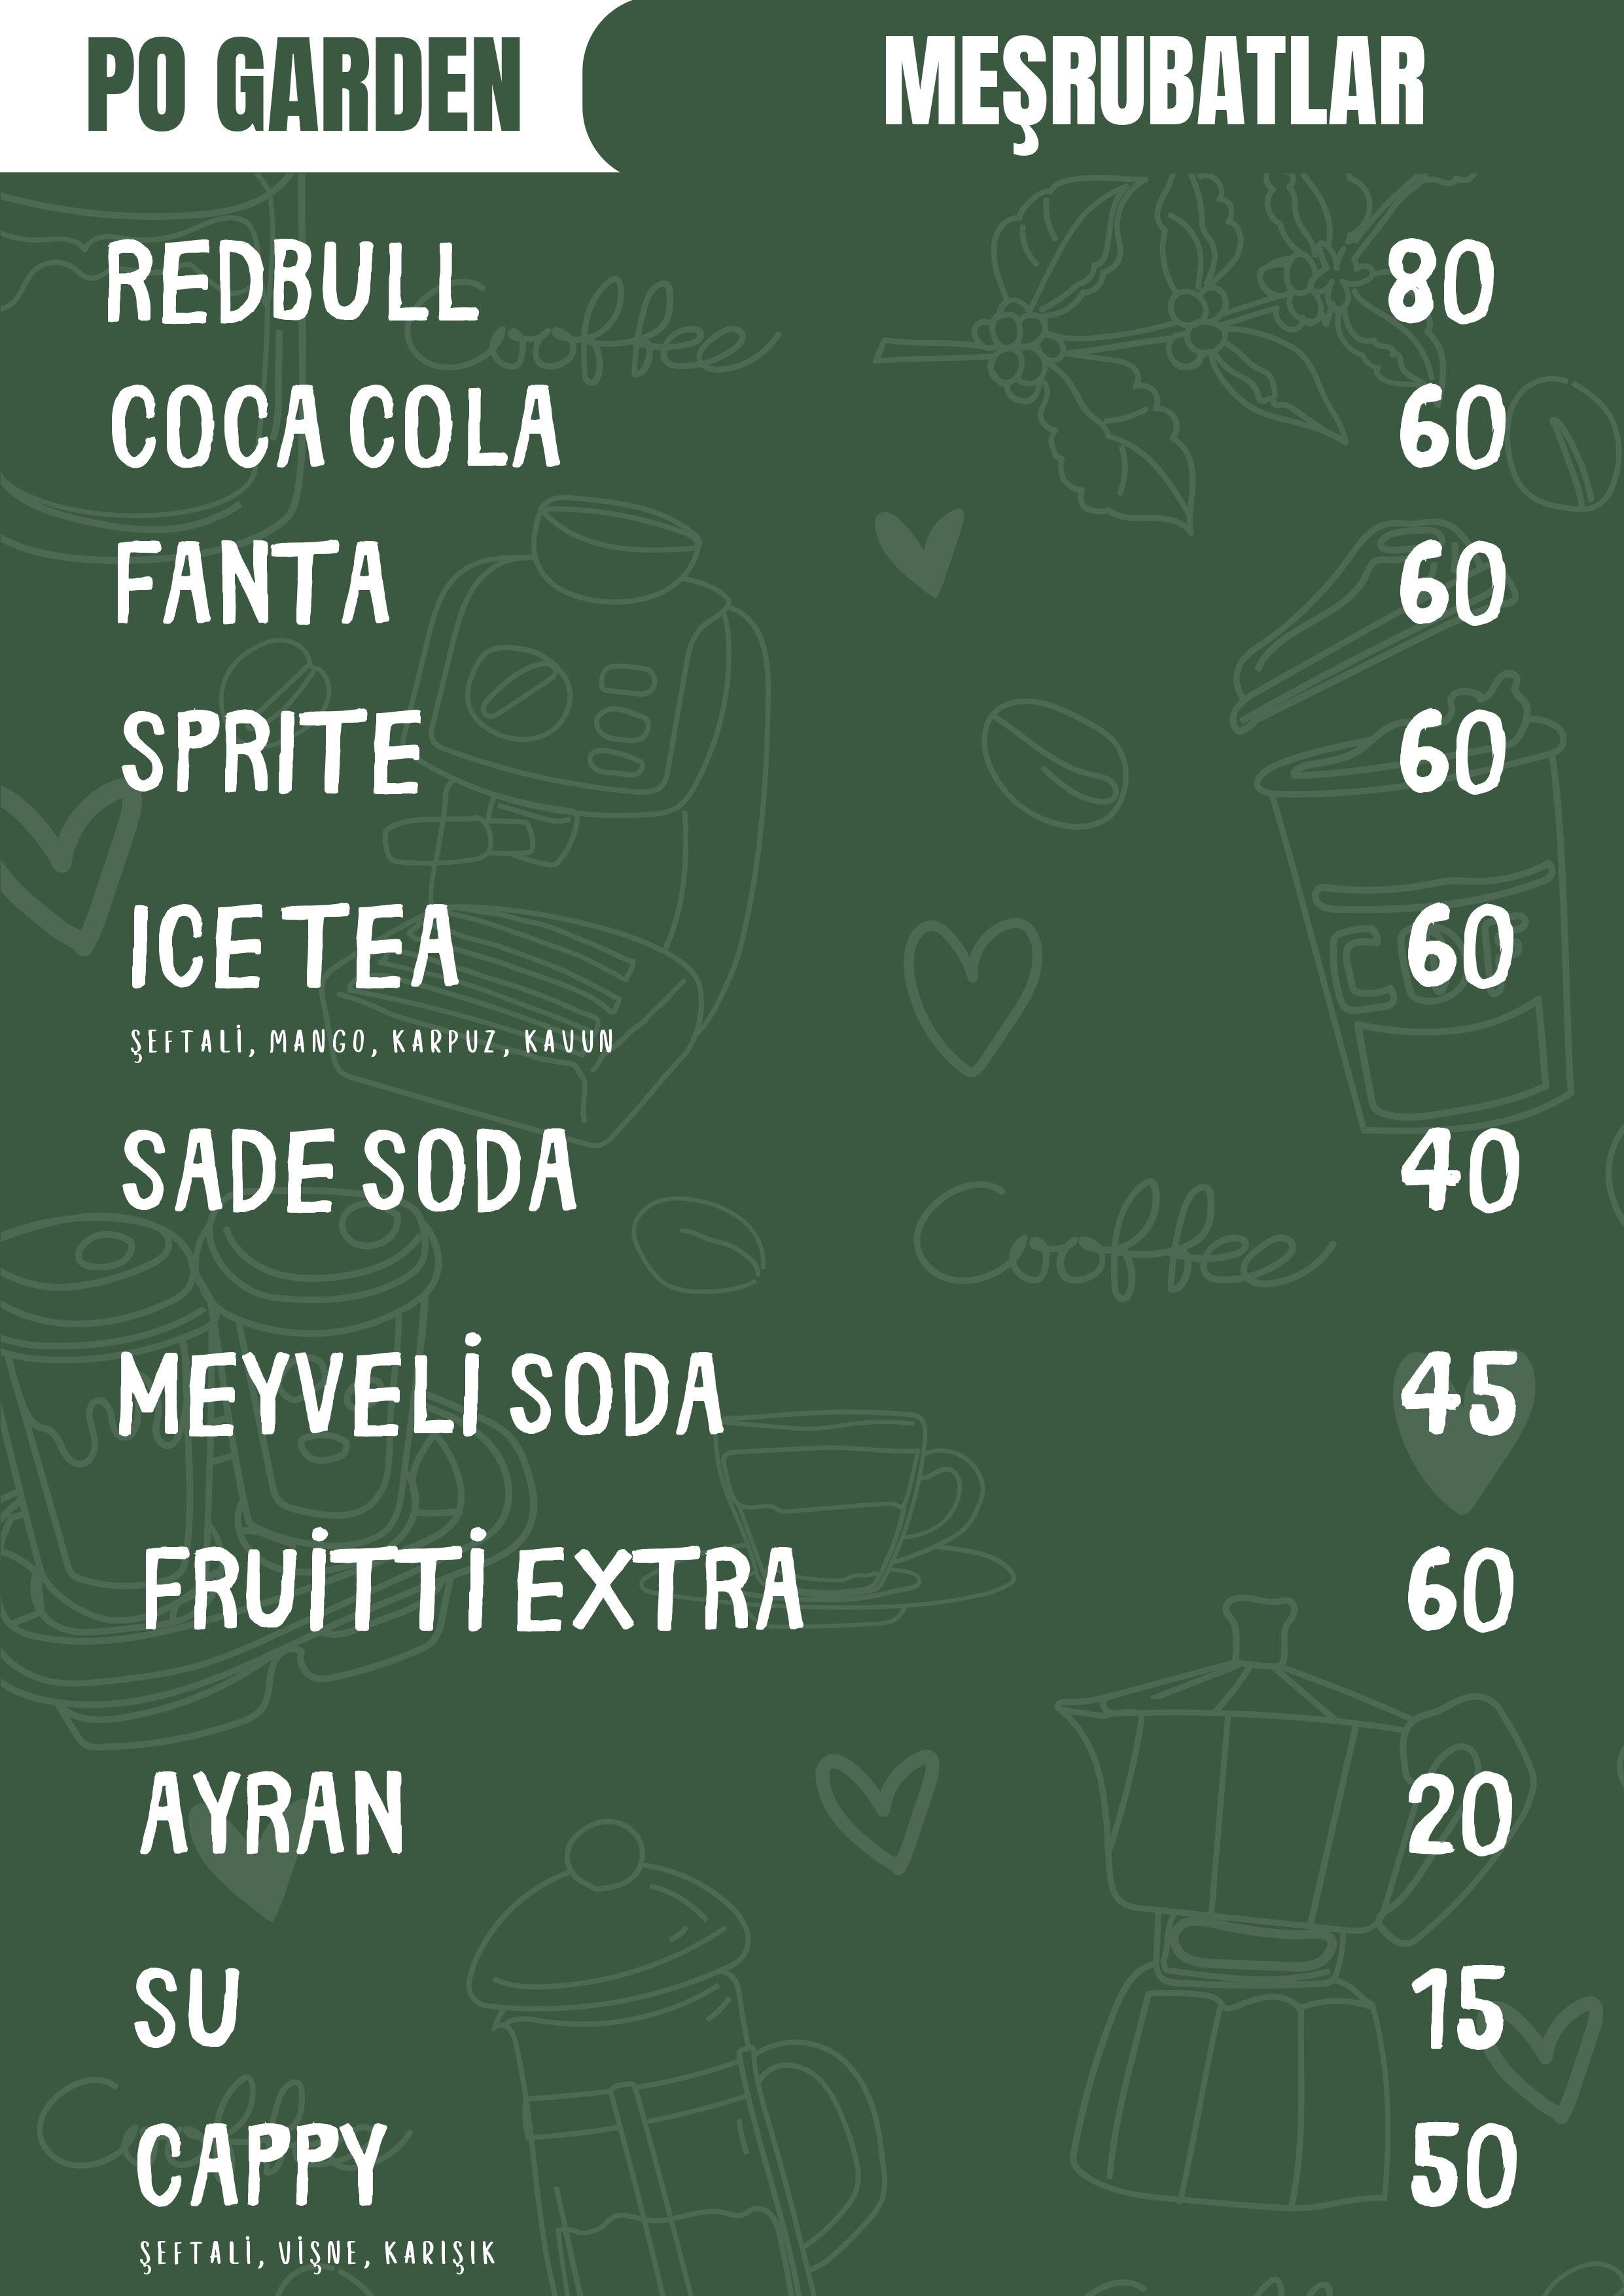 PO GARDEN
MEŞRUBATLAR
REDBULL 80
Cooffee
COCA COLA 60
FANTA 60
SPRITE 60
ICE TEA 60
ŞEFTALİ, MANGO, KARPUZ, KAVUN
SADE SODA 40
Cooffee
MEYVELİ SODA 45
FRUİTTİ EXTRA 60
AYRAN 20
SU 15
CAPPY 50
ŞEFTALİ, VİŞNE, KARIŞIK